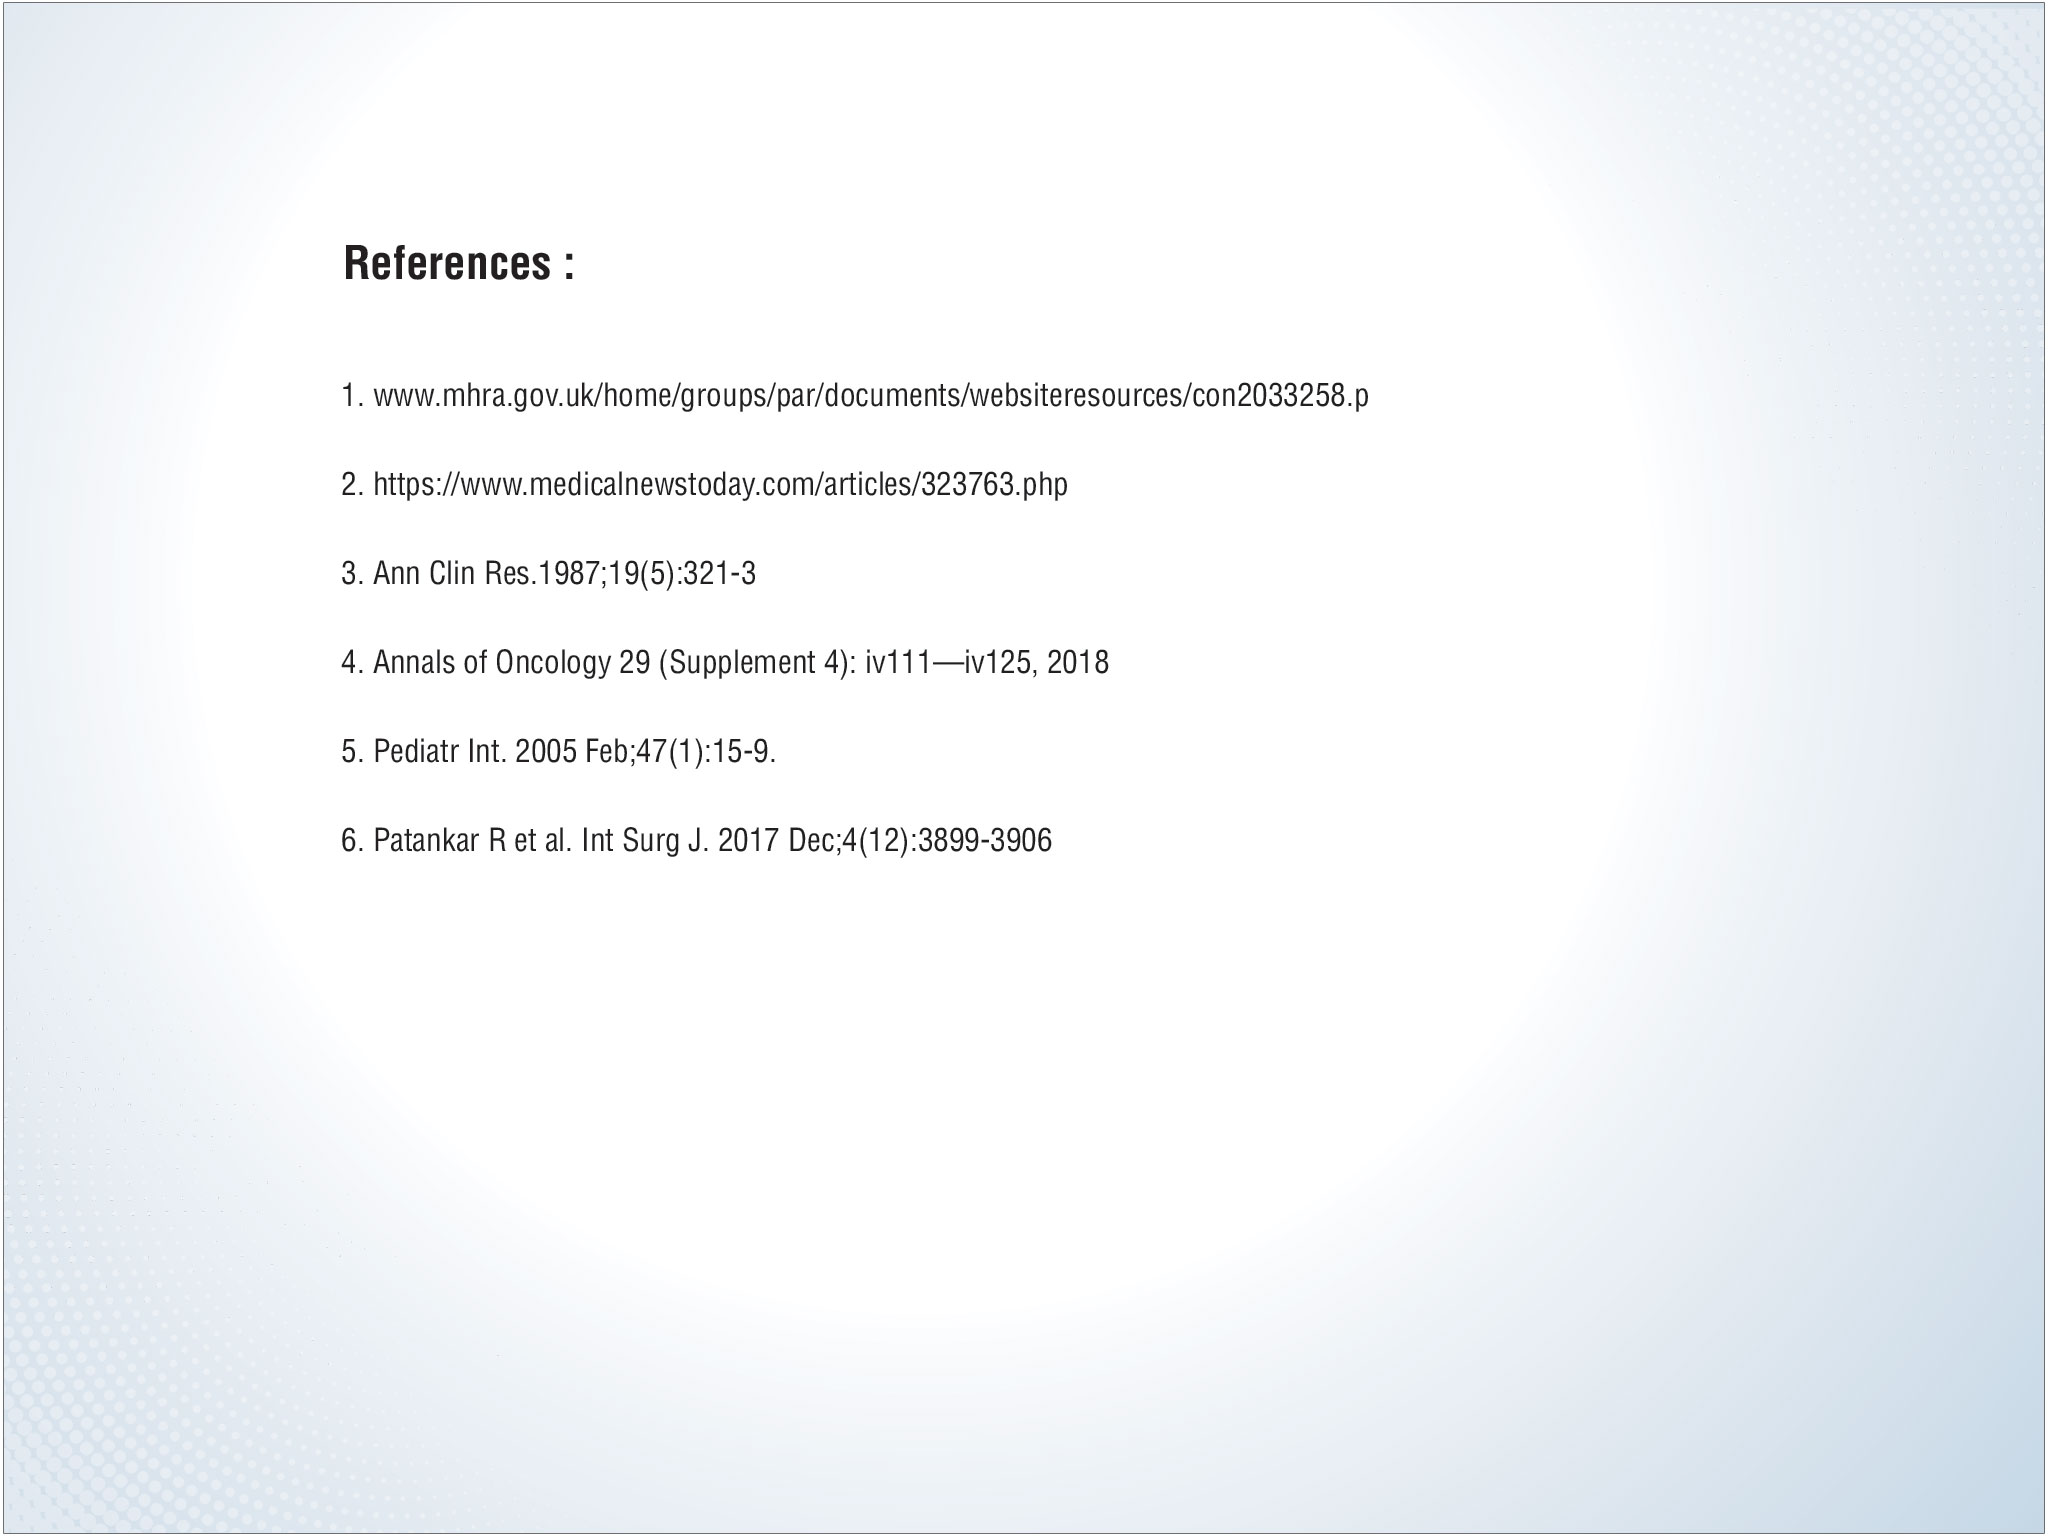 References :
1. www.mhra.gov.uk/home/groups/par/documents/websiteresources/con2033258.p
2. https://www.medicalnewstoday.com/articles/323763.php
3. Ann Clin Res.1987;19(5):321-3
4. Annals of Oncology 29 (Supplement 4): iv111—iv125, 2018
5. Pediatr Int. 2005 Feb;47(1):15-9.
6. Patankar R et al. Int Surg J. 2017 Dec;4(12):3899-3906